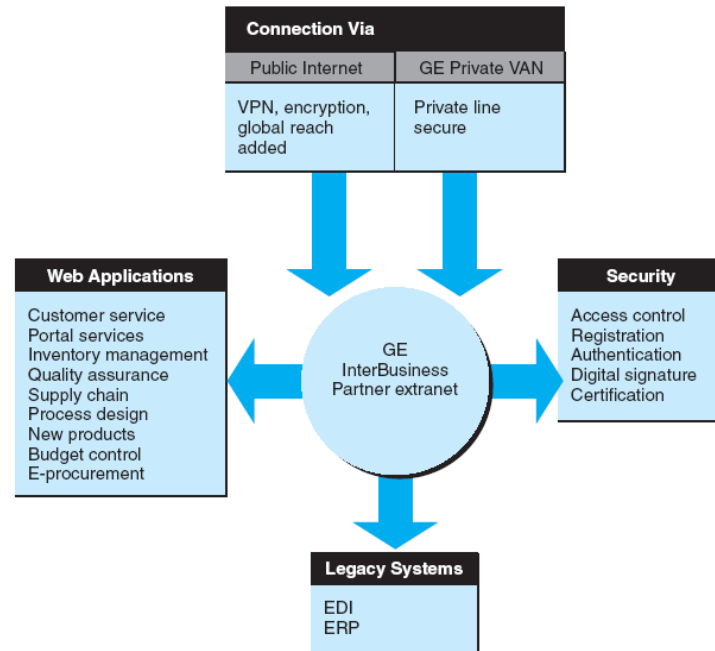 Connection Via
Public Internet
GE Private VAN
VPN, encryption,
global reach
added
Private line
secure
Web Applications
Customer service
Portal services
Inventory management
Quality assurance
Supply chain
Process design
New products
Budget control
E-procurement
GE
InterBusiness
Partner extranet
Security
Access control
Registration
Authentication
Digital signature
Certification
Legacy Systems
EDI
ERP